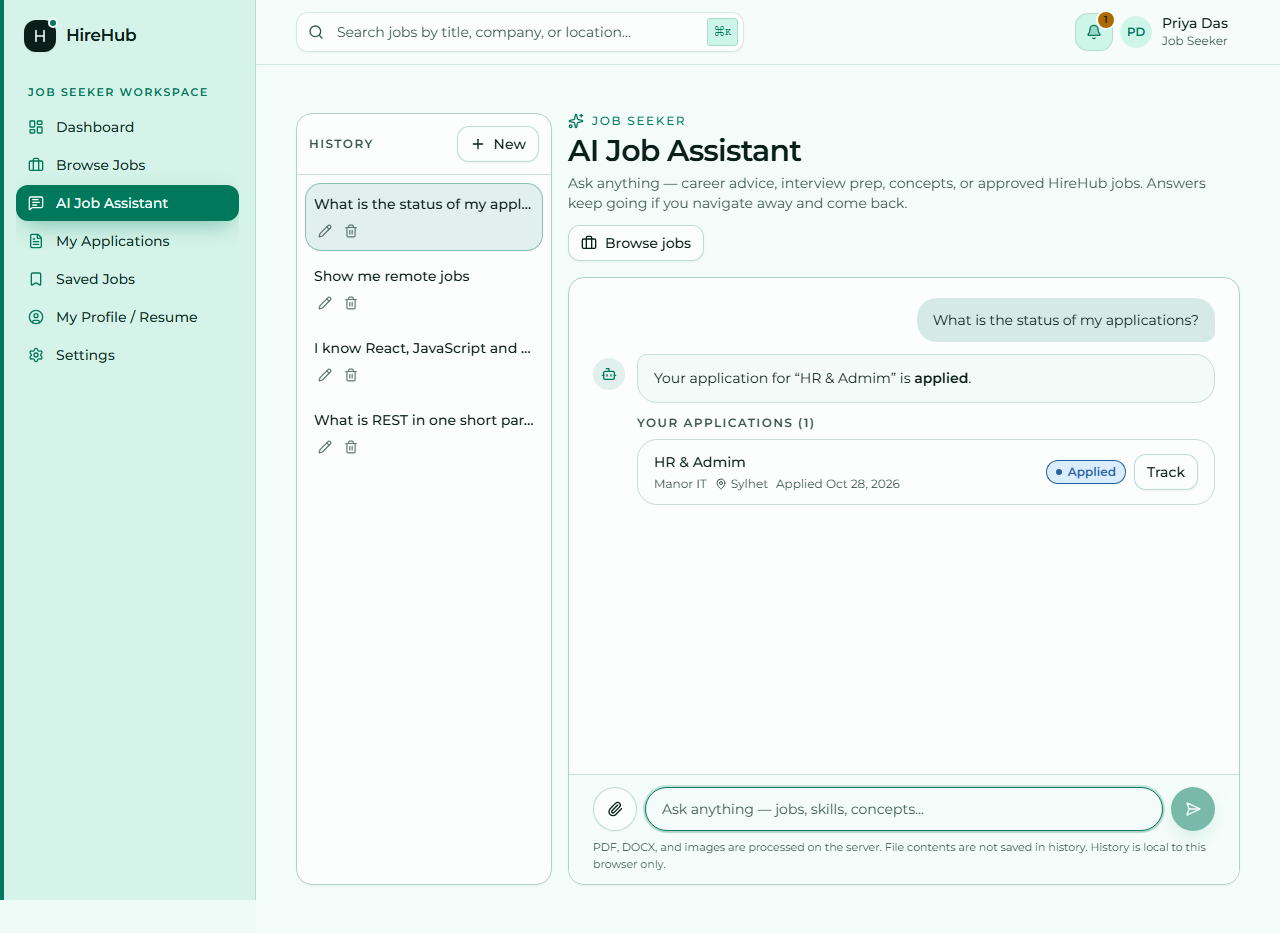 H
HireHub
JOB SEEKER WORKSPACE
Dashboard
Browse Jobs
AI Job Assistant
My Applications
Saved Jobs
My Profile / Resume
Settings
Search jobs by title, company, or location...
⌘K
1
PD
Priya Das
Job Seeker
HISTORY
New
What is the status of my appl...
Show me remote jobs
I know React, JavaScript and ...
What is REST in one short par...
JOB SEEKER
AI Job Assistant
Ask anything — career advice, interview prep, concepts, or approved HireHub jobs. Answers
keep going if you navigate away and come back.
Browse jobs
What is the status of my applications?
Your application for “HR & Admim” is applied.
YOUR APPLICATIONS (1)
HR & Admim
Manor IT Sylhet Applied Oct 28, 2026
Applied
Track
Ask anything — jobs, skills, concepts...
PDF, DOCX, and images are processed on the server. File contents are not saved in history. History is local to this
browser only.